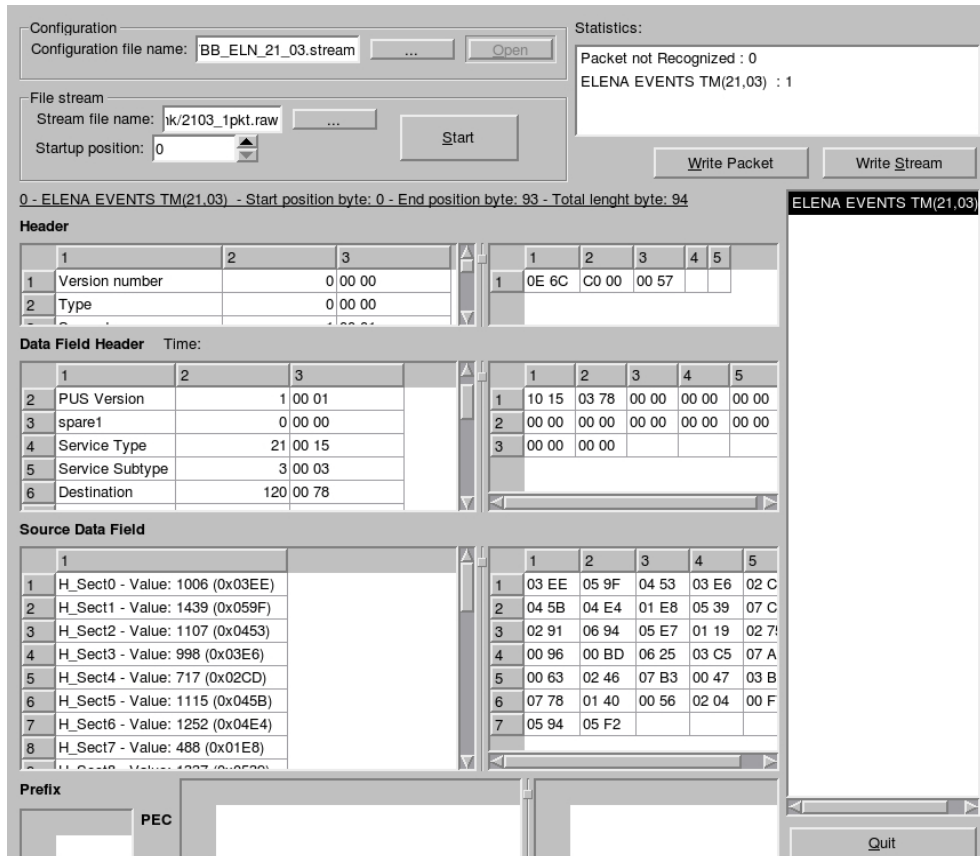 Configuration
Configuration file name: BB_ELN_21_03.stream ... Open
File stream
Stream file name: nk/2103_1pkt.raw ...
Startup position: 0
Start
Statistics:
Packet not Recognized : 0
ELENA EVENTS TM(21,03) : 1
Write Packet Write Stream
0 - ELENA EVENTS TM(21,03) - Start position byte: 0 - End position byte: 93 - Total lenght byte: 94
ELENA EVENTS TM(21,03)
Header
1 2 3
1 Version number 0 00 00
2 Type 0 00 00
1 2 3 4 5
1 0E 6C C0 00 00 57
Data Field Header Time:
1 2 3
2 PUS Version 1 00 01
3 spare1 0 00 00
4 Service Type 21 00 15
5 Service Subtype 3 00 03
6 Destination 120 00 78
1 2 3 4 5
1 10 15 03 78 00 00 00 00 00 00
2 00 00 00 00 00 00 00 00 00 00
3 00 00 00 00
Source Data Field
1
1 H_Sect0 - Value: 1006 (0x03EE)
2 H_Sect1 - Value: 1439 (0x059F)
3 H_Sect2 - Value: 1107 (0x0453)
4 H_Sect3 - Value: 998 (0x03E6)
5 H_Sect4 - Value: 717 (0x02CD)
6 H_Sect5 - Value: 1115 (0x045B)
7 H_Sect6 - Value: 1252 (0x04E4)
8 H_Sect7 - Value: 488 (0x01E8)
1 2 3 4 5
1 03 EE 05 9F 04 53 03 E6 02 C
2 04 5B 04 E4 01 E8 05 39 07 C
3 02 91 06 94 05 E7 01 19 02 75
4 00 96 00 BD 06 25 03 C5 07 A
5 00 63 02 46 07 B3 00 47 03 B
6 07 78 01 40 00 56 02 04 00 F
7 05 94 05 F2
Prefix
PEC
Quit